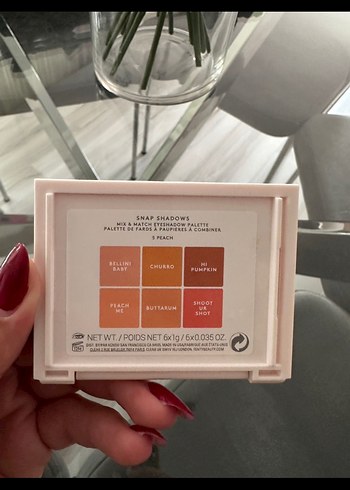 SNAP SHADOWS
MIX & MATCH EYESHADOW PALETTE
PALETTE DE FARDS À PAUPIÈRES À COMBINER
5 PEACH
BELLINI
BABY
CHURRO
HI
PUMPKIN
PEACH
ME
BUTTARUM
SHOOT
UR
SHOT
NET WT. / POIDS NET 6x1g / 6x0.035 OZ.